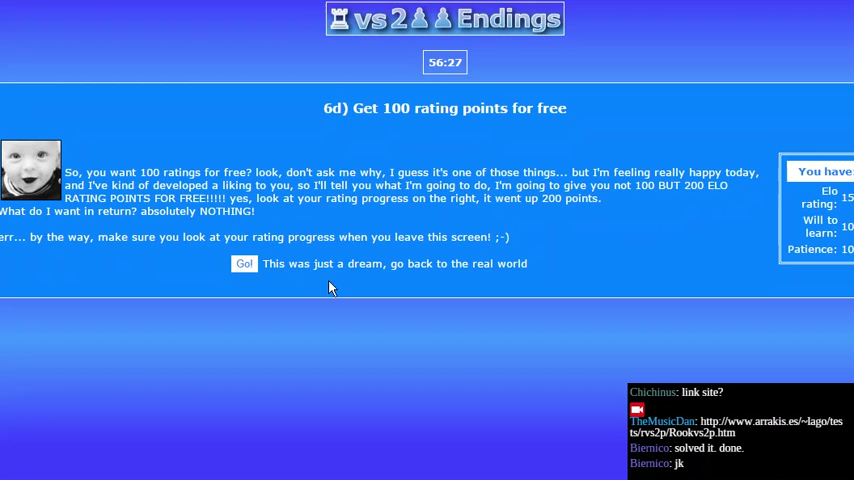 vs 2 Endings
56:27
6d) Get 100 rating points for free
So, you want 100 ratings for free? look, don't ask me why, I guess it's one of those things... but I'm feeling really happy today,
and I've kind of developed a liking to you, so I'll tell you what I'm going to do, I'm going to give you not 100 BUT 200 ELO
RATING POINTS FOR FREE!!!!! yes, look at your rating progress on the right, it went up 200 points.
What do I want in return? absolutely NOTHING!
err... by the way, make sure you look at your rating progress when you leave this screen! ;-)
Go! This was just a dream, go back to the real world
You have
Elo
rating: 15
Will to
learn: 10
Patience: 10
Chichinus: link site?
TheMusicDan: http://www.arrakis.es/~lago/tes
ts/rvs2p/Rookvs2p.htm
Biernico: solved it. done.
Biernico: jk